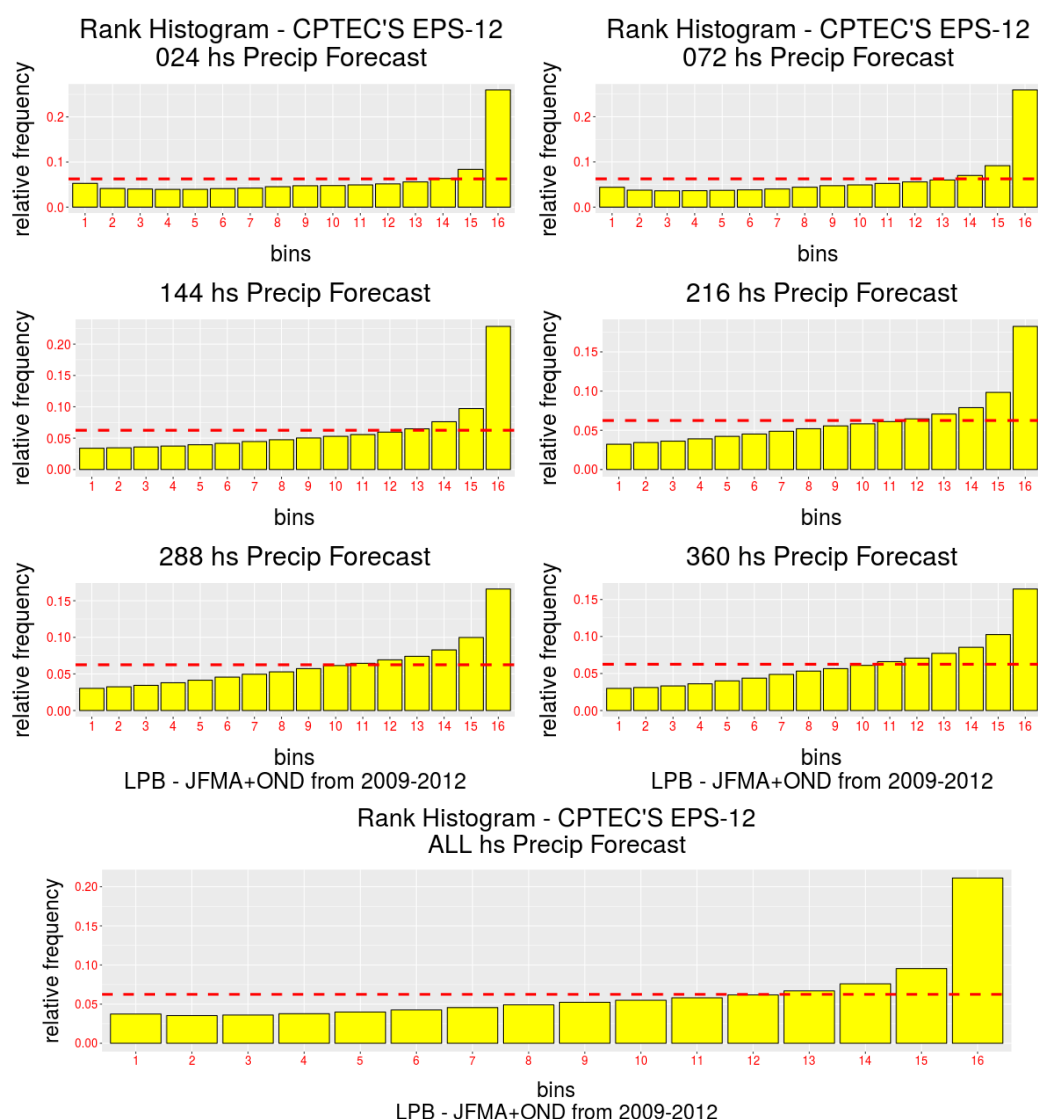 Rank Histogram - CPTEC'S EPS-12
024 hs Precip Forecast
relative frequency
0.2
0.1
0.0
1 2 3 4 5 6 7 8 9 10 11 12 13 14 15 16
bins
Rank Histogram - CPTEC'S EPS-12
072 hs Precip Forecast
relative frequency
0.2
0.1
0.0
1 2 3 4 5 6 7 8 9 10 11 12 13 14 15 16
bins
144 hs Precip Forecast
relative frequency
0.20
0.15
0.10
0.05
0.00
1 2 3 4 5 6 7 8 9 10 11 12 13 14 15 16
bins
216 hs Precip Forecast
relative frequency
0.15
0.10
0.05
0.00
1 2 3 4 5 6 7 8 9 10 11 12 13 14 15 16
bins
288 hs Precip Forecast
relative frequency
0.15
0.10
0.05
0.00
1 2 3 4 5 6 7 8 9 10 11 12 13 14 15 16
bins
LPB - JFMA+OND from 2009-2012
360 hs Precip Forecast
relative frequency
0.15
0.10
0.05
0.00
1 2 3 4 5 6 7 8 9 10 11 12 13 14 15 16
bins
LPB - JFMA+OND from 2009-2012
Rank Histogram - CPTEC'S EPS-12
ALL hs Precip Forecast
relative frequency
0.20
0.15
0.10
0.05
0.00
1 2 3 4 5 6 7 8 9 10 11 12 13 14 15 16
bins
LPB - JFMA+OND from 2009-2012